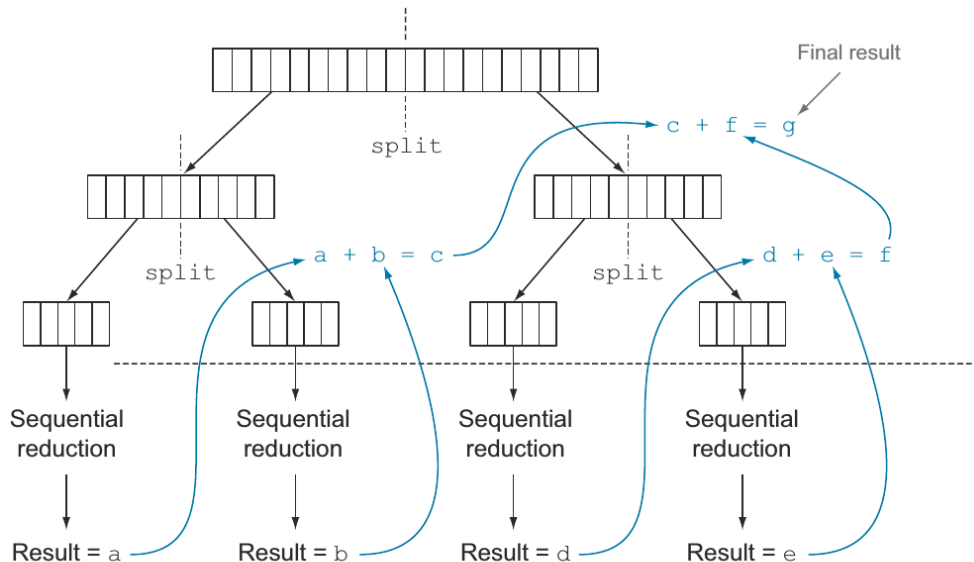 Final result
c + f = g
split
a + b = c
d + e = f
split
split
Sequential
reduction
Sequential
reduction
Sequential
reduction
Sequential
reduction
Result = a
Result = b
Result = d
Result = e